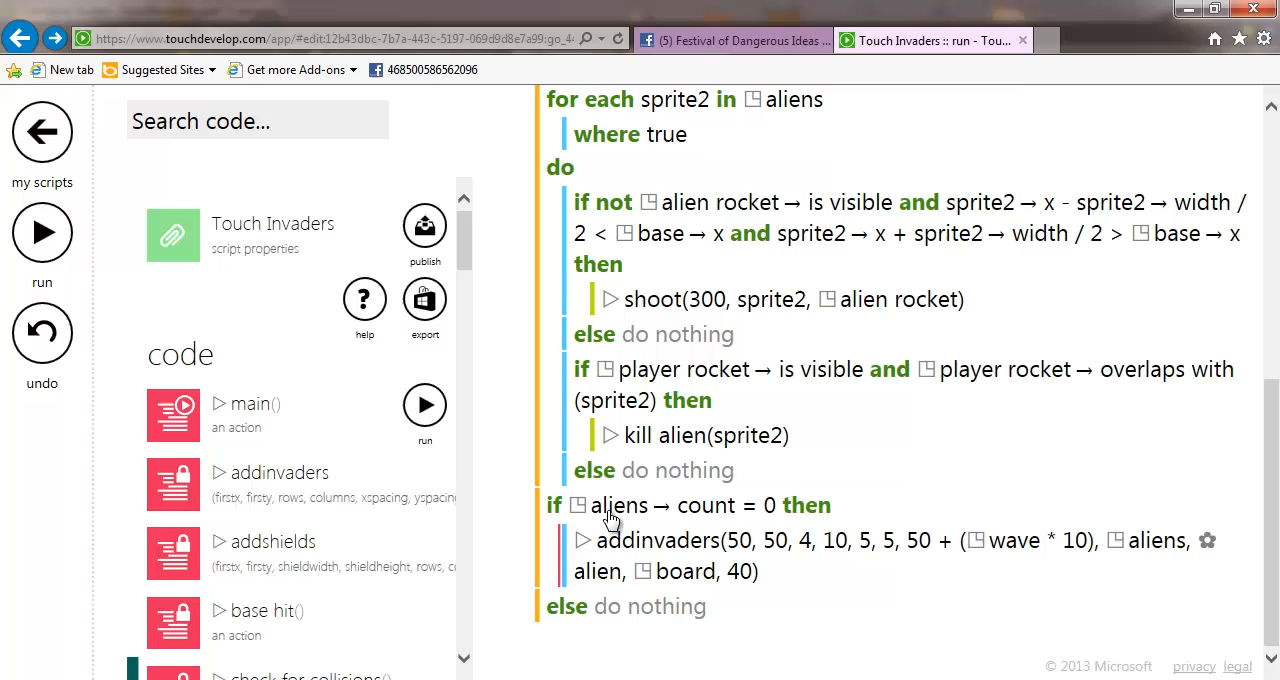 https://www.touchdevelop.com/app/#edit:12b43dbc-7b7a-443c-5197-069d9d8e7a99:go_4
(5) Festival of Dangerous Ideas ...
Touch Invaders :: run - Tou...
New tab
Suggested Sites
Get more Add-ons
468500586562096
my scripts
run
undo
Search code...
Touch Invaders
script properties
publish
help
export
code
main()
an action
run
addinvaders
(firstx, firsty, rows, columns, xspacing, yspacing
addshields
(firstx, firsty, shieldwidth, shieldheight, rows, co
base hit()
an action
check for collisions()
for each sprite2 in aliens
where true
do
if not alien rocket → is visible and sprite2 → x - sprite2 → width /
2 < base → x and sprite2 → x + sprite2 → width / 2 > base → x
then
shoot(300, sprite2, alien rocket)
else do nothing
if player rocket → is visible and player rocket → overlaps with
(sprite2) then
kill alien(sprite2)
else do nothing
if aliens → count = 0 then
addinvaders(50, 50, 4, 10, 5, 5, 50 + (wave * 10), aliens,
alien, board, 40)
else do nothing
© 2013 Microsoft privacy legal